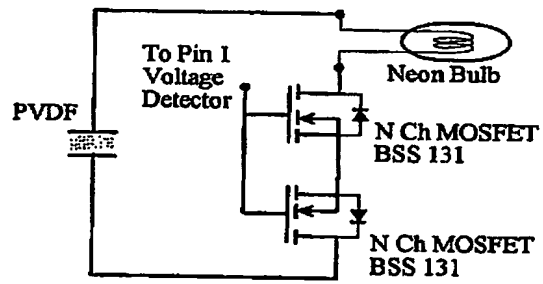 To Pin 1
Voltage
Detector
Neon Bulb
PVDF
N Ch MOSFET
BSS 131
N Ch MOSFET
BSS 131